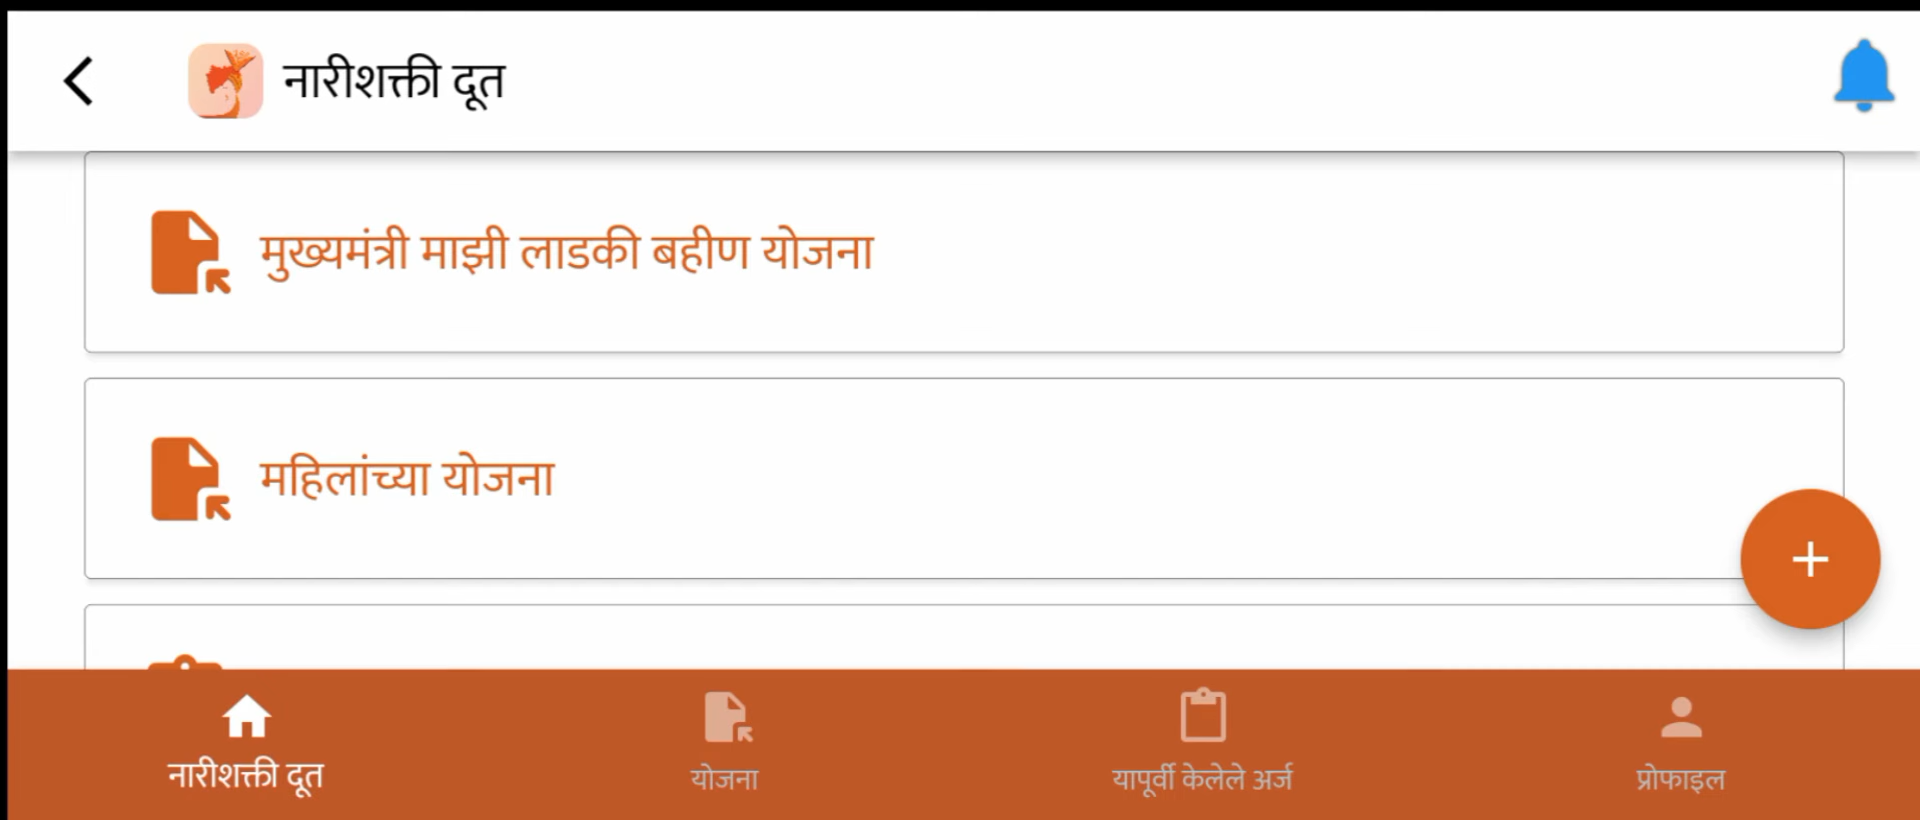 नारीशक्ती दूत
मुख्यमंत्री माझी लाडकी बहीण योजना
महिलांच्या योजना
नारीशक्ती दूत
योजना
यापूर्वी केलेले अर्ज
प्रोफाइल